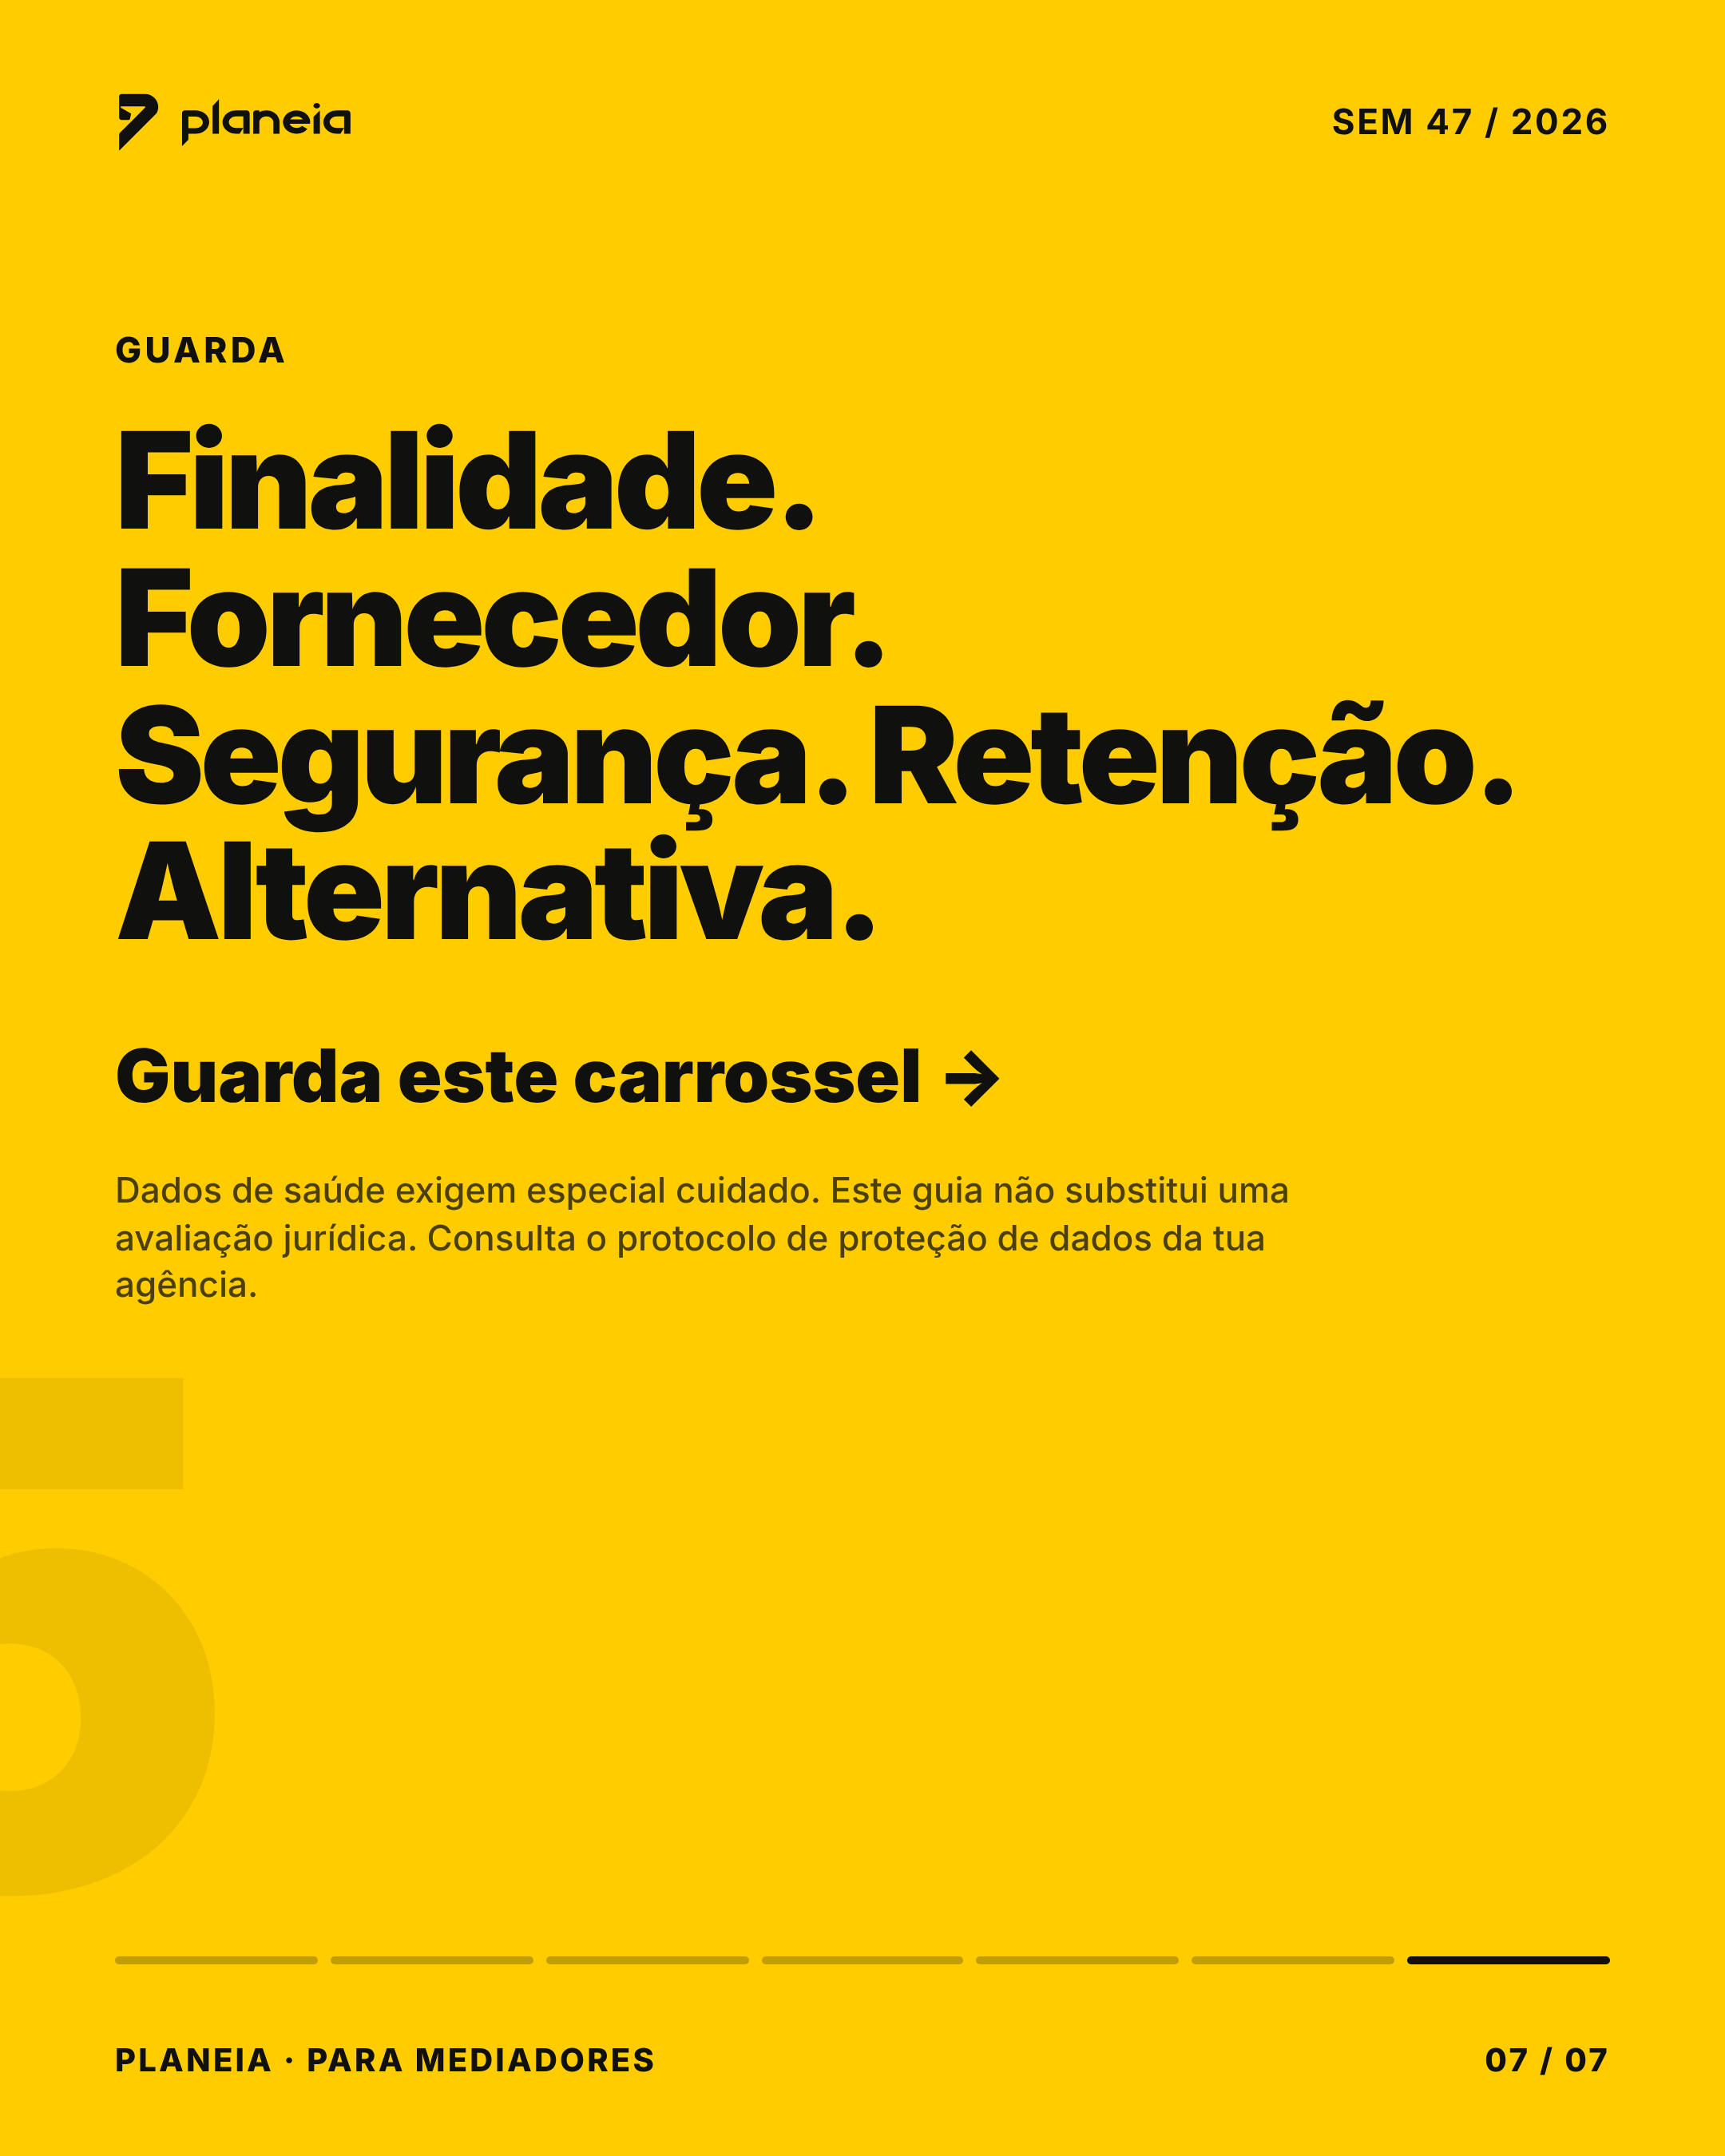 planeia
SEM 47 / 2026
GUARDA
Finalidade.
Fornecedor.
Segurança. Retenção.
Alternativa.
Guarda este carrossel →
Dados de saúde exigem especial cuidado. Este guia não substitui uma
avaliação jurídica. Consulta o protocolo de proteção de dados da tua
agência.
5
PLANEIA · PARA MEDIADORES
07 / 07